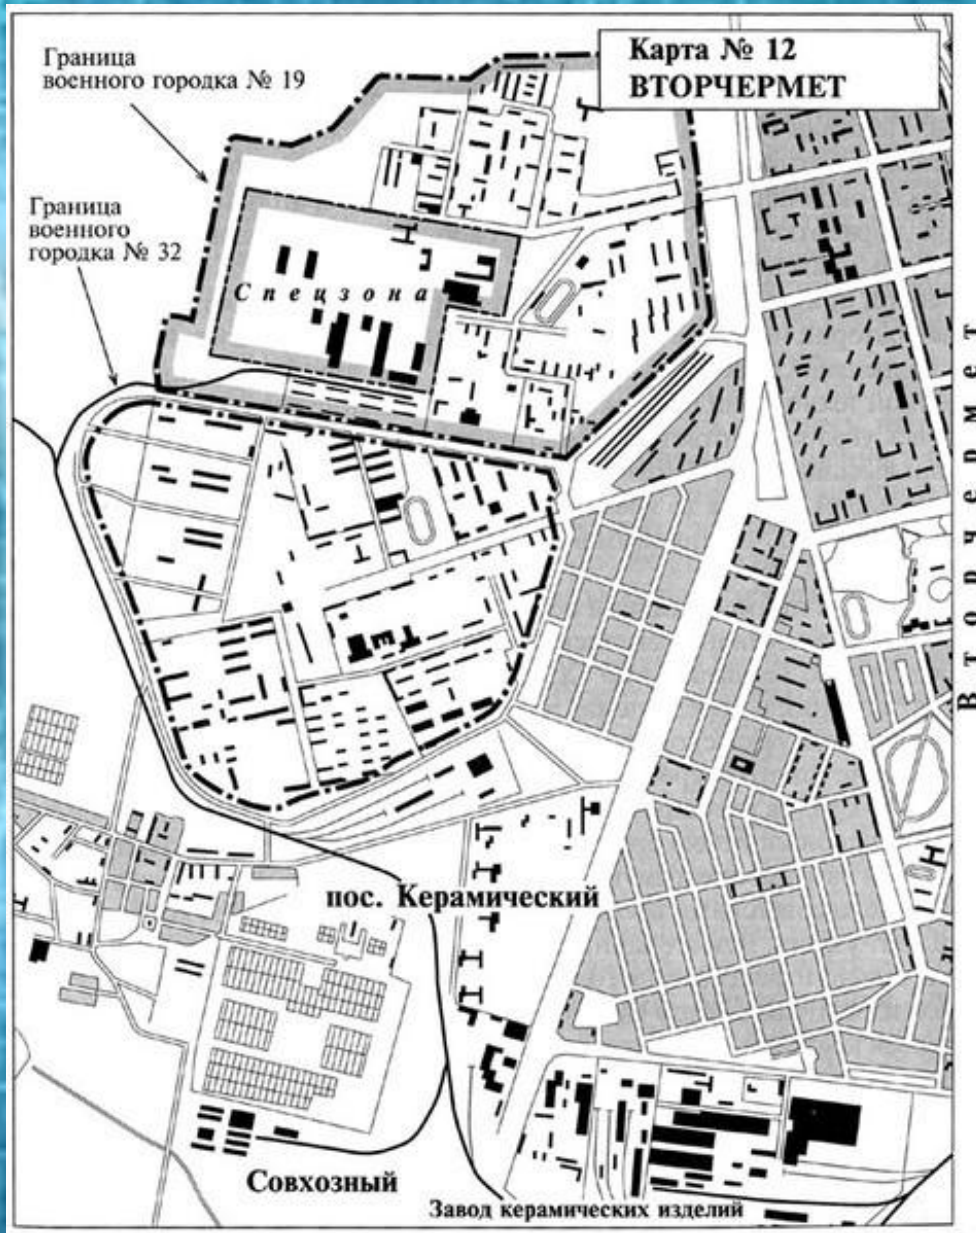 Карта № 12
ВТОРЧЕРМЕТ
Граница
военного городка № 19
Граница
военного
городка № 32
Спецзона
Вторчермет
пос. Керамический
Совхозный
Завод керамических изделий